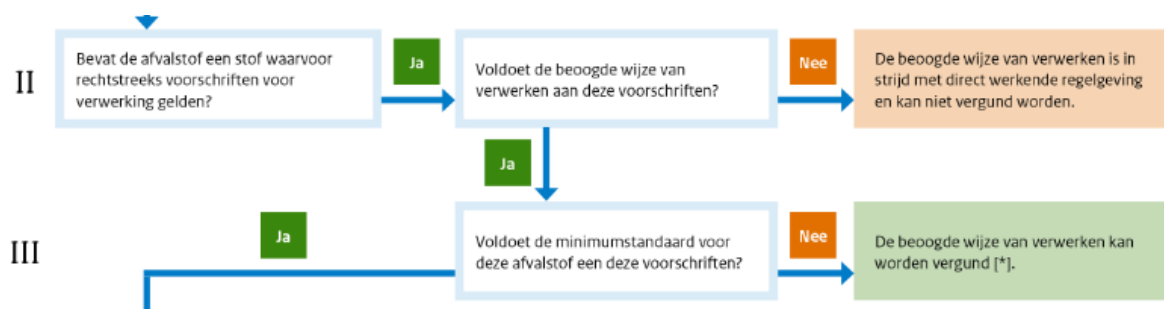 II
Bevat de afvalstof een stof waarvoor
rechtstreeks voorschriften voor
verwerking gelden?
Ja
Voldoet de beoogde wijze van
verwerken aan deze voorschriften?
Nee
De beoogde wijze van verwerken is in
strijd met direct werkende regelgeving
en kan niet vergund worden.
Ja
III
Ja
Voldoet de minimumstandaard voor
deze afvalstof een deze voorschriften?
Nee
De beoogde wijze van verwerken kan
worden vergund [*].